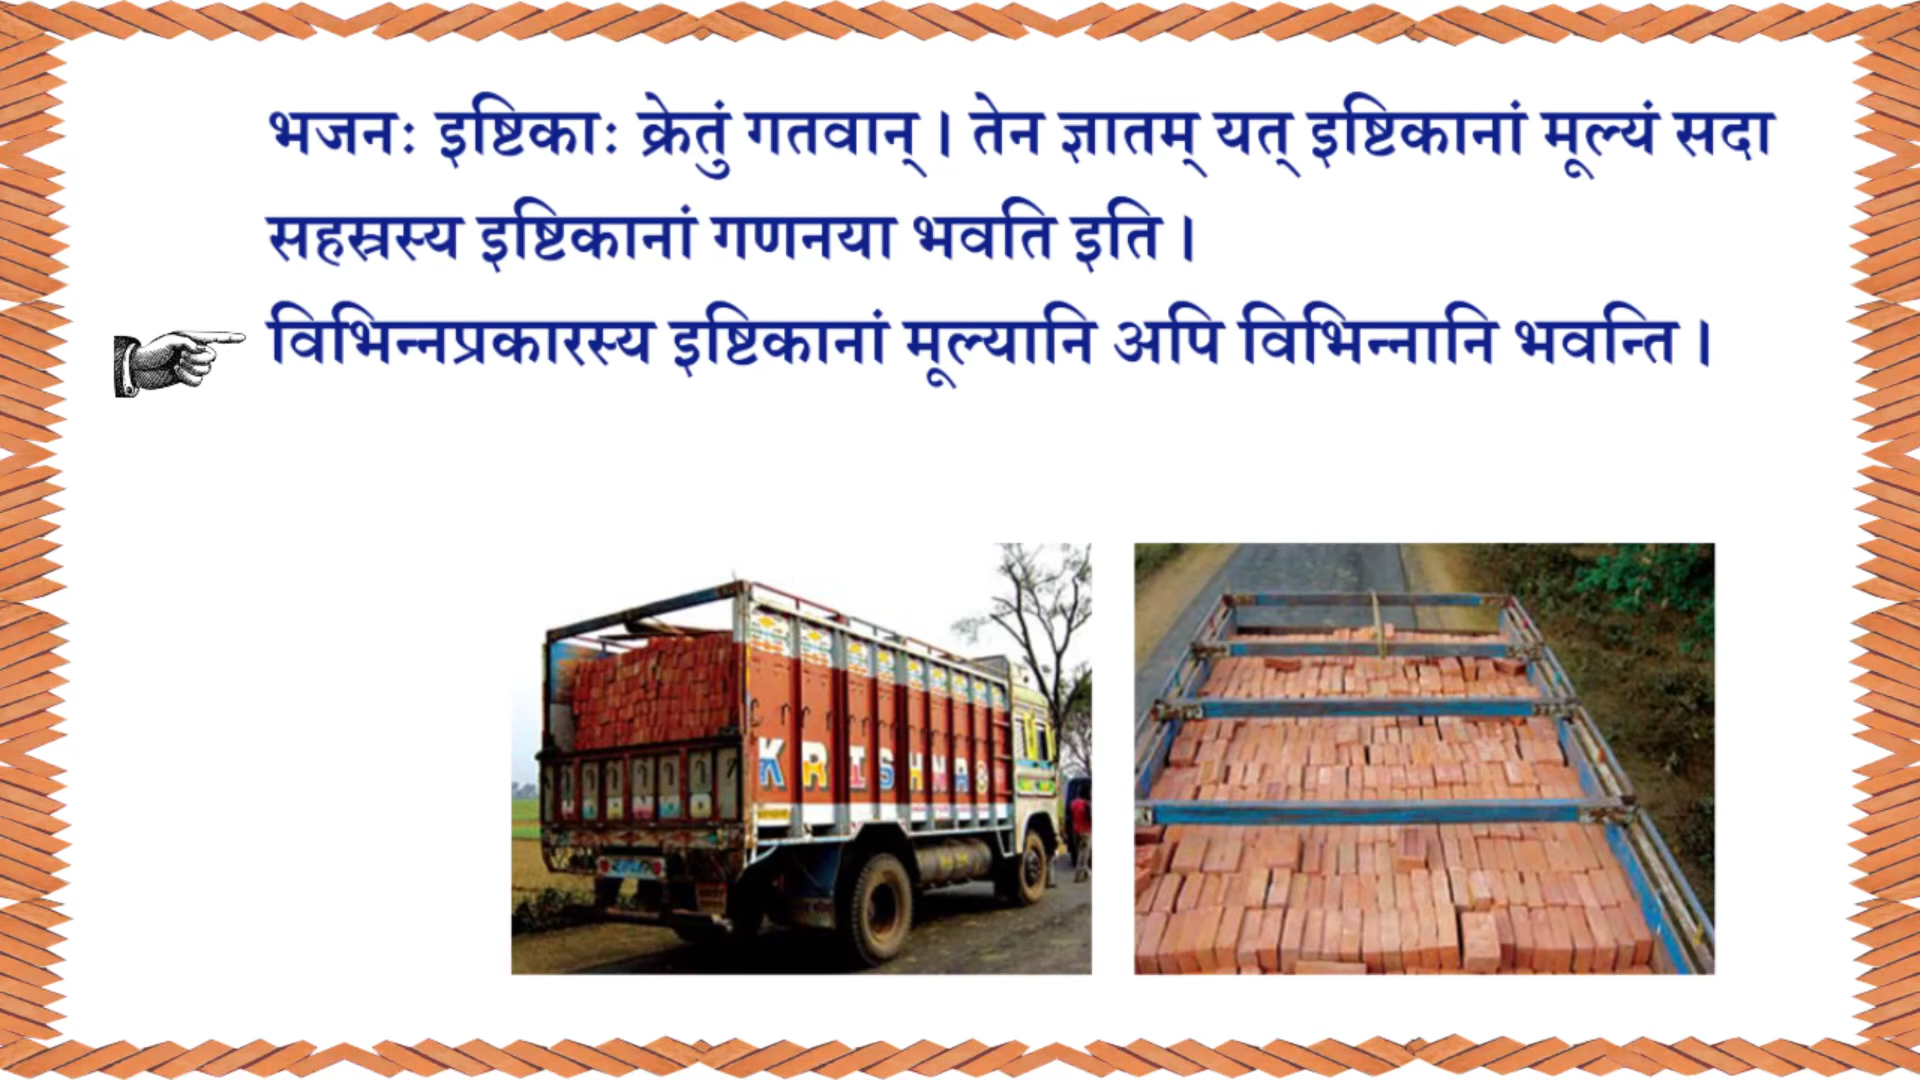 भजनः इष्टिकाः क्रेतुं गतवान् । तेन ज्ञातम् यत् इष्टिकानां मूल्यं सदा
सहस्रस्य इष्टिकानां गणनया भवति इति ।
विभिन्नप्रकारस्य इष्टिकानां मूल्यानि अपि विभिन्नानि भवन्ति ।
KRISHNA